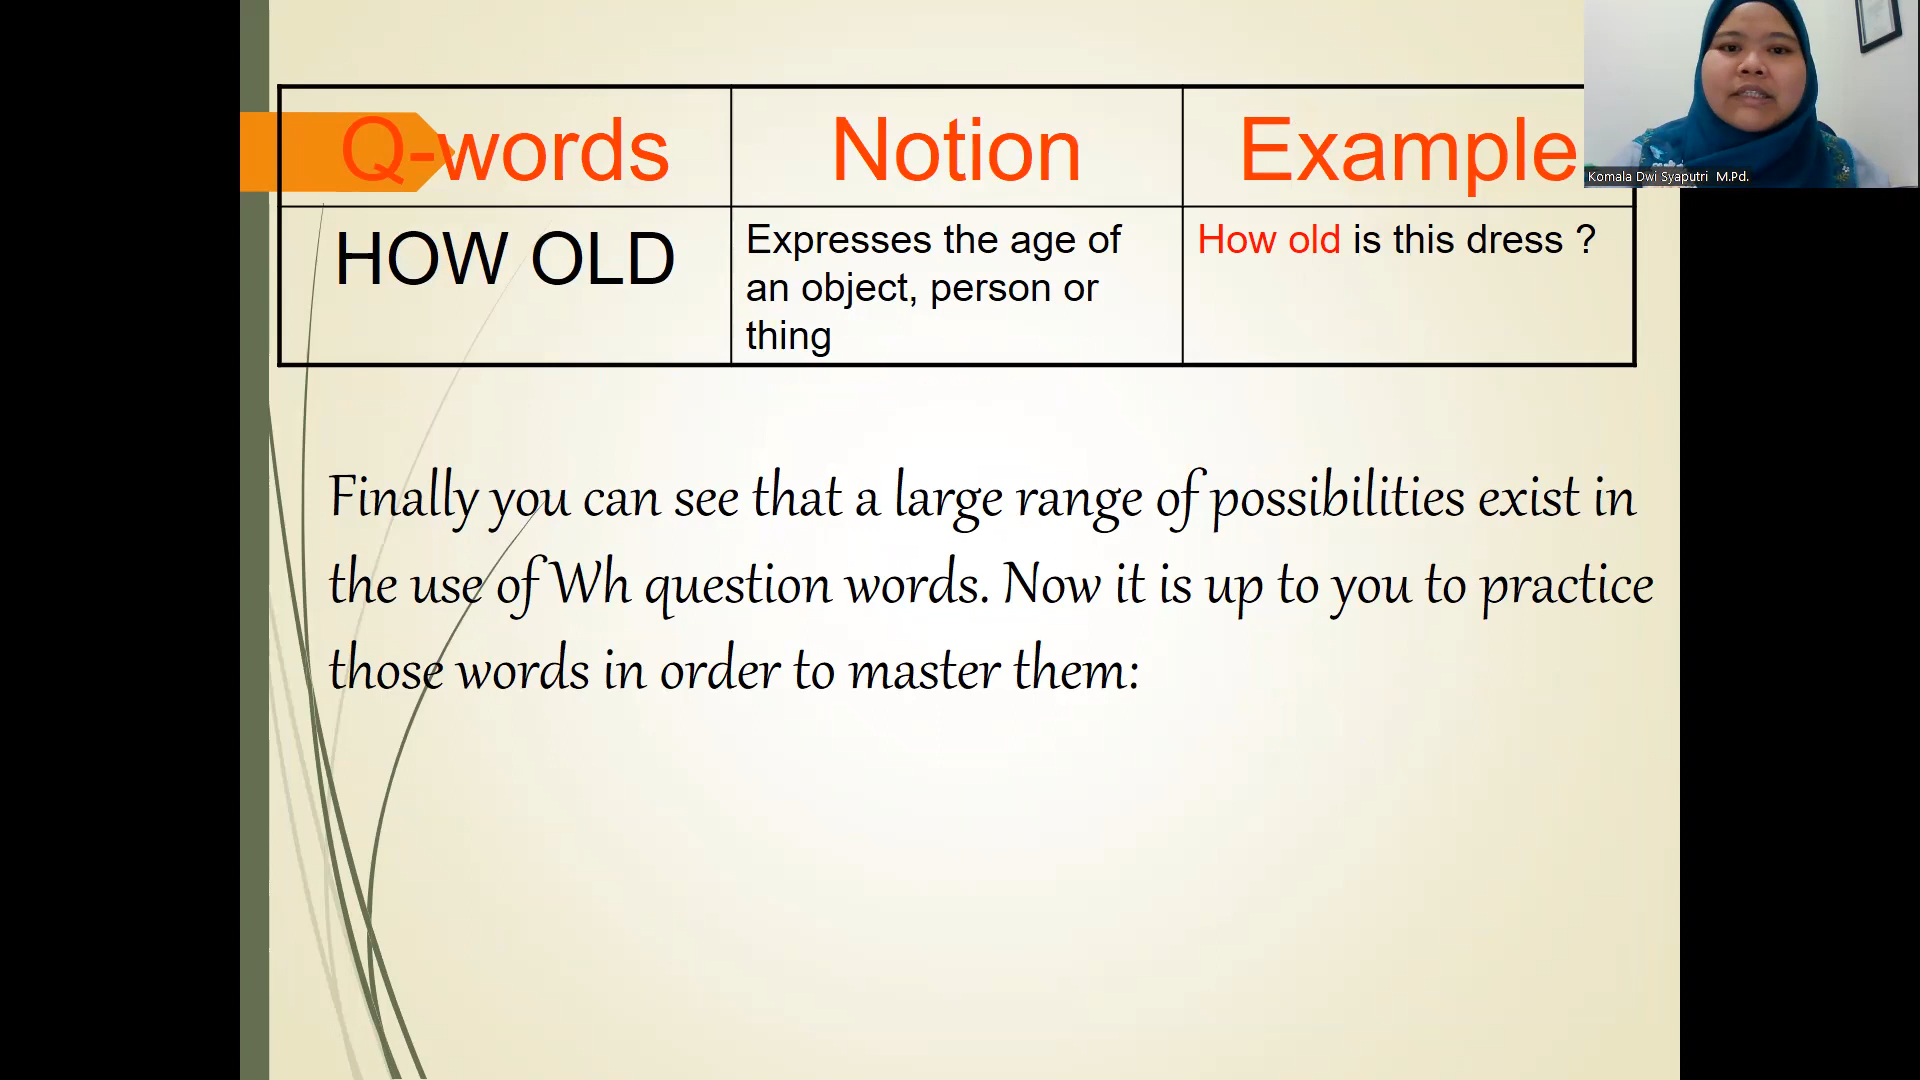 Q-words
Notion
Example
HOW OLD
Expresses the age of
an object, person or
thing
How old is this dress ?
Finally you can see that a large range of possibilities exist in
the use of Wh question words. Now it is up to you to practice
those words in order to master them:
Komala Dwi Syaputri M.Pd.